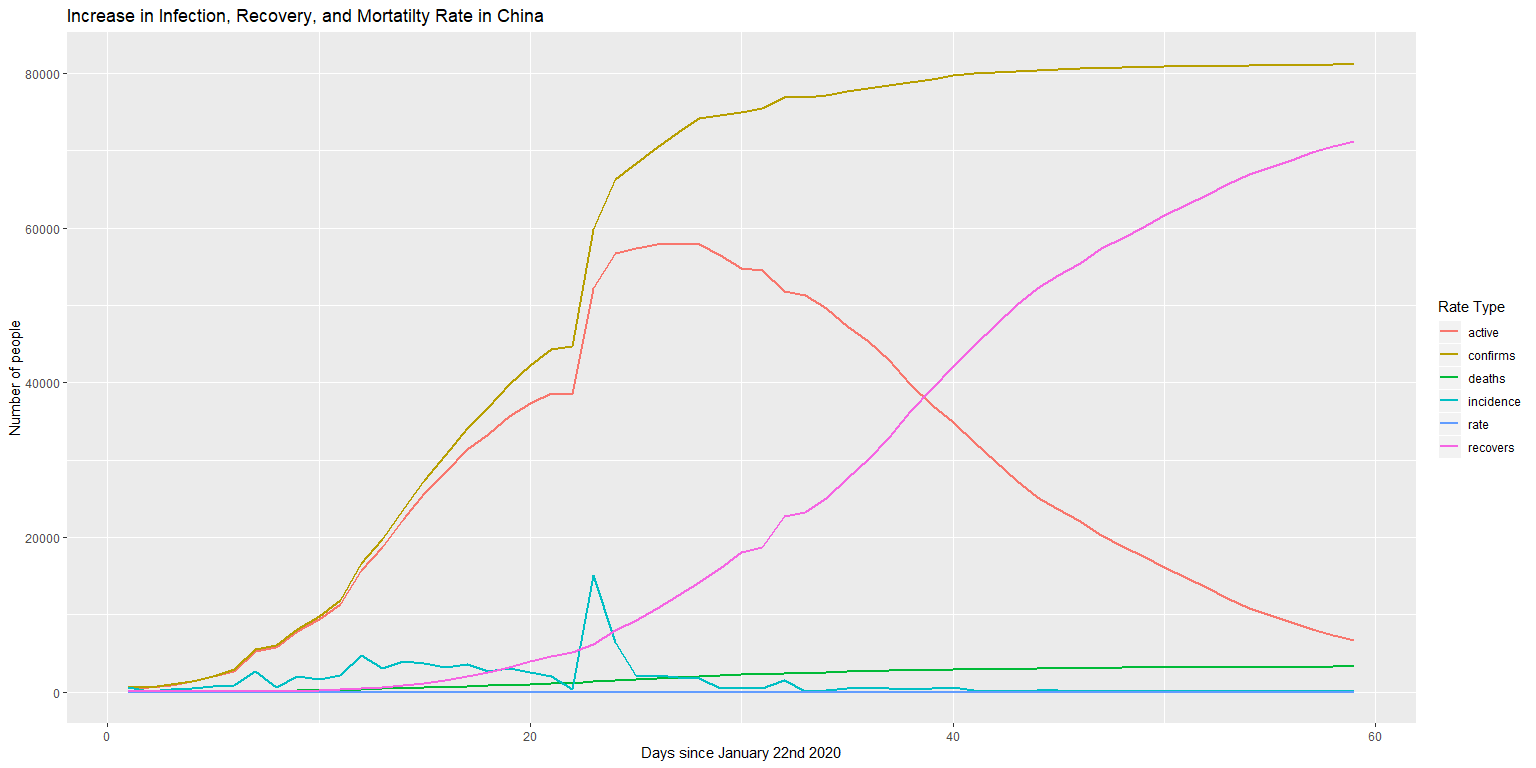 Increase in Infection, Recovery, and Mortatilty Rate in China
80000
60000
40000
20000
0
Number of people
0
20
40
60
Days since January 22nd 2020
Rate Type
active
confirms
deaths
incidence
rate
recovers